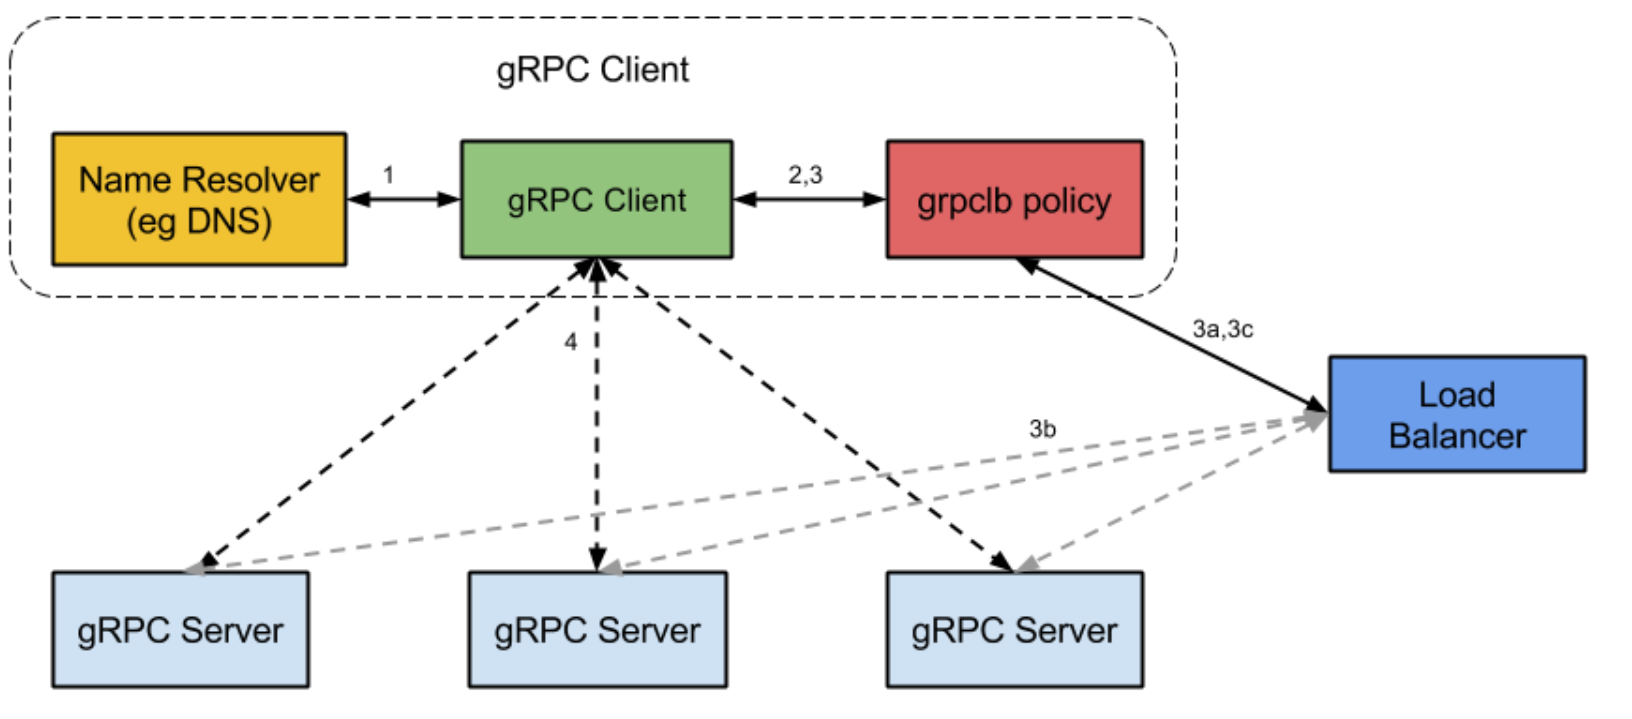 gRPC Client
Name Resolver
(eg DNS)
1
gRPC Client
2,3
grpclb policy
4
3a,3c
3b
Load
Balancer
gRPC Server
gRPC Server
gRPC Server